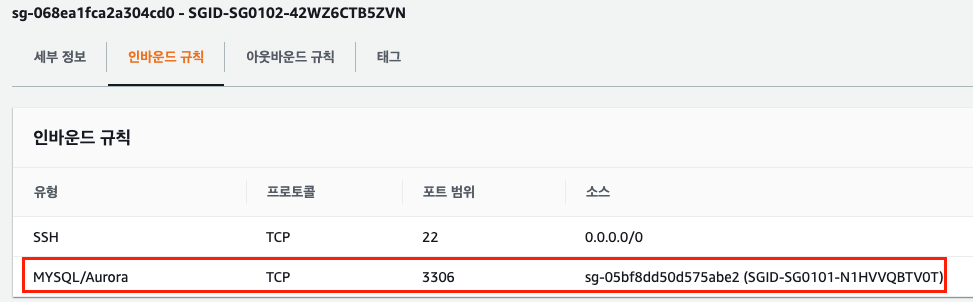 sg-068ea1fca2a304cd0 - SGID-SG0102-42WZ6CTB5ZVN
세부 정보 인바운드 규칙 아웃바운드 규칙 태그
인바운드 규칙
유형 프로토콜 포트 범위 소스
SSH TCP 22 0.0.0.0/0
MYSQL/Aurora TCP 3306 sg-05bf8dd50d575abe2 (SGID-SG0101-N1HVVQBTV0T)